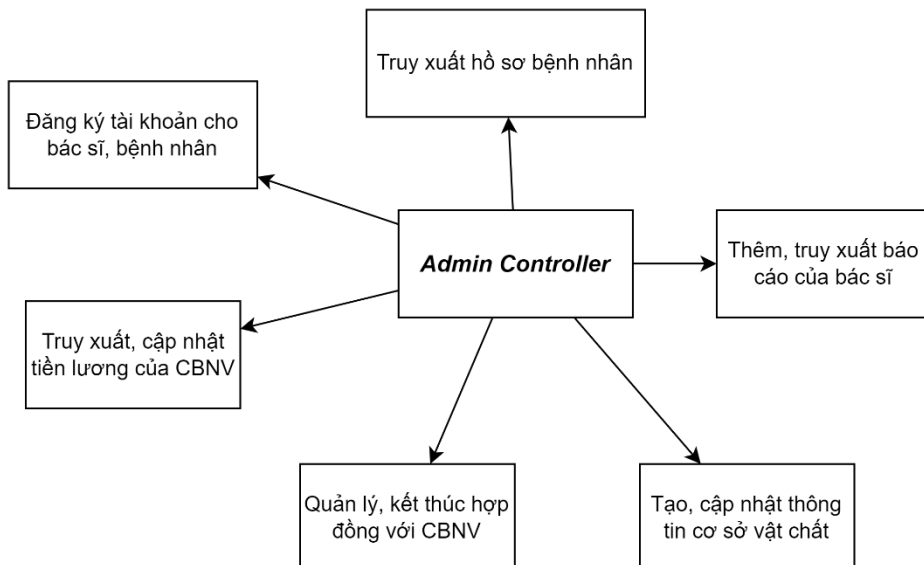 Truy xuất hồ sơ bệnh nhân
Đăng ký tài khoản cho
bác sĩ, bệnh nhân
Admin Controller
Thêm, truy xuất báo
cáo của bác sĩ
Truy xuất, cập nhật
tiền lương của CBNV
Quản lý, kết thúc hợp
đồng với CBNV
Tạo, cập nhật thông
tin cơ sở vật chất